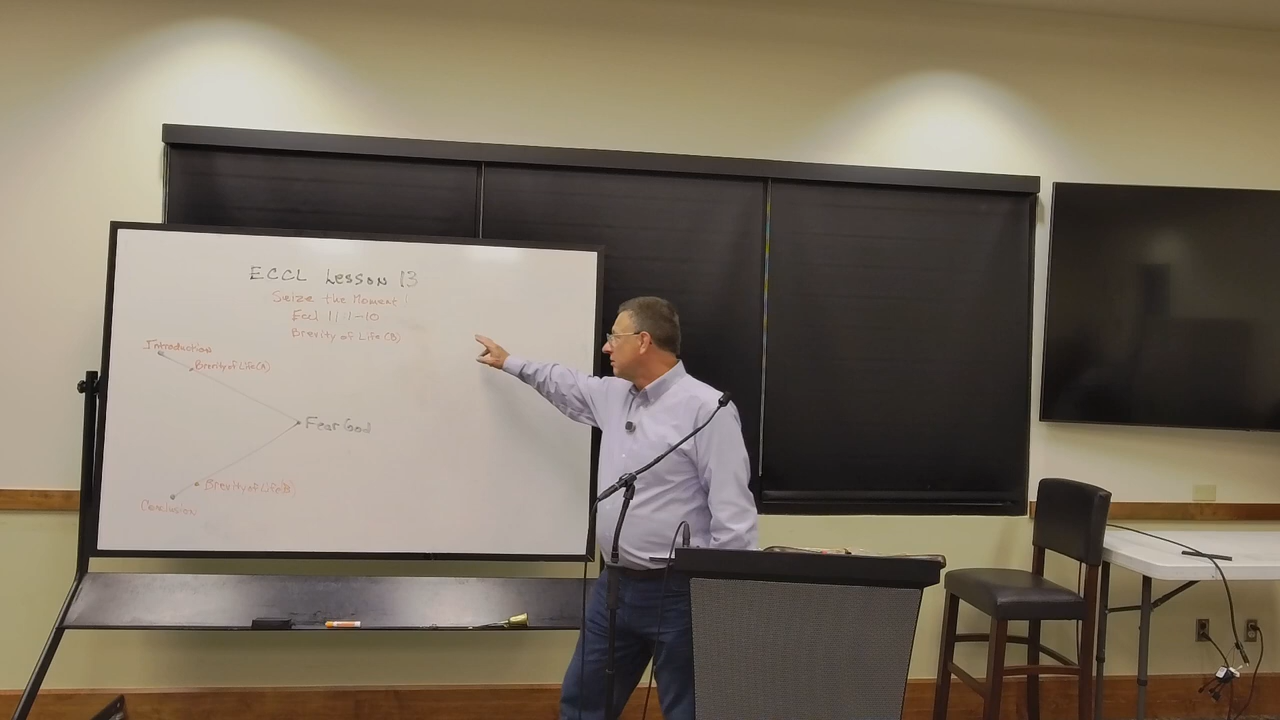 ECCL Lesson 13
Seize the Moment!
Eccl 11:1-10
Brevity of Life (B)
Introduction
Brevity of Life (A)
Fear God
Brevity of Life (B)
Conclusion